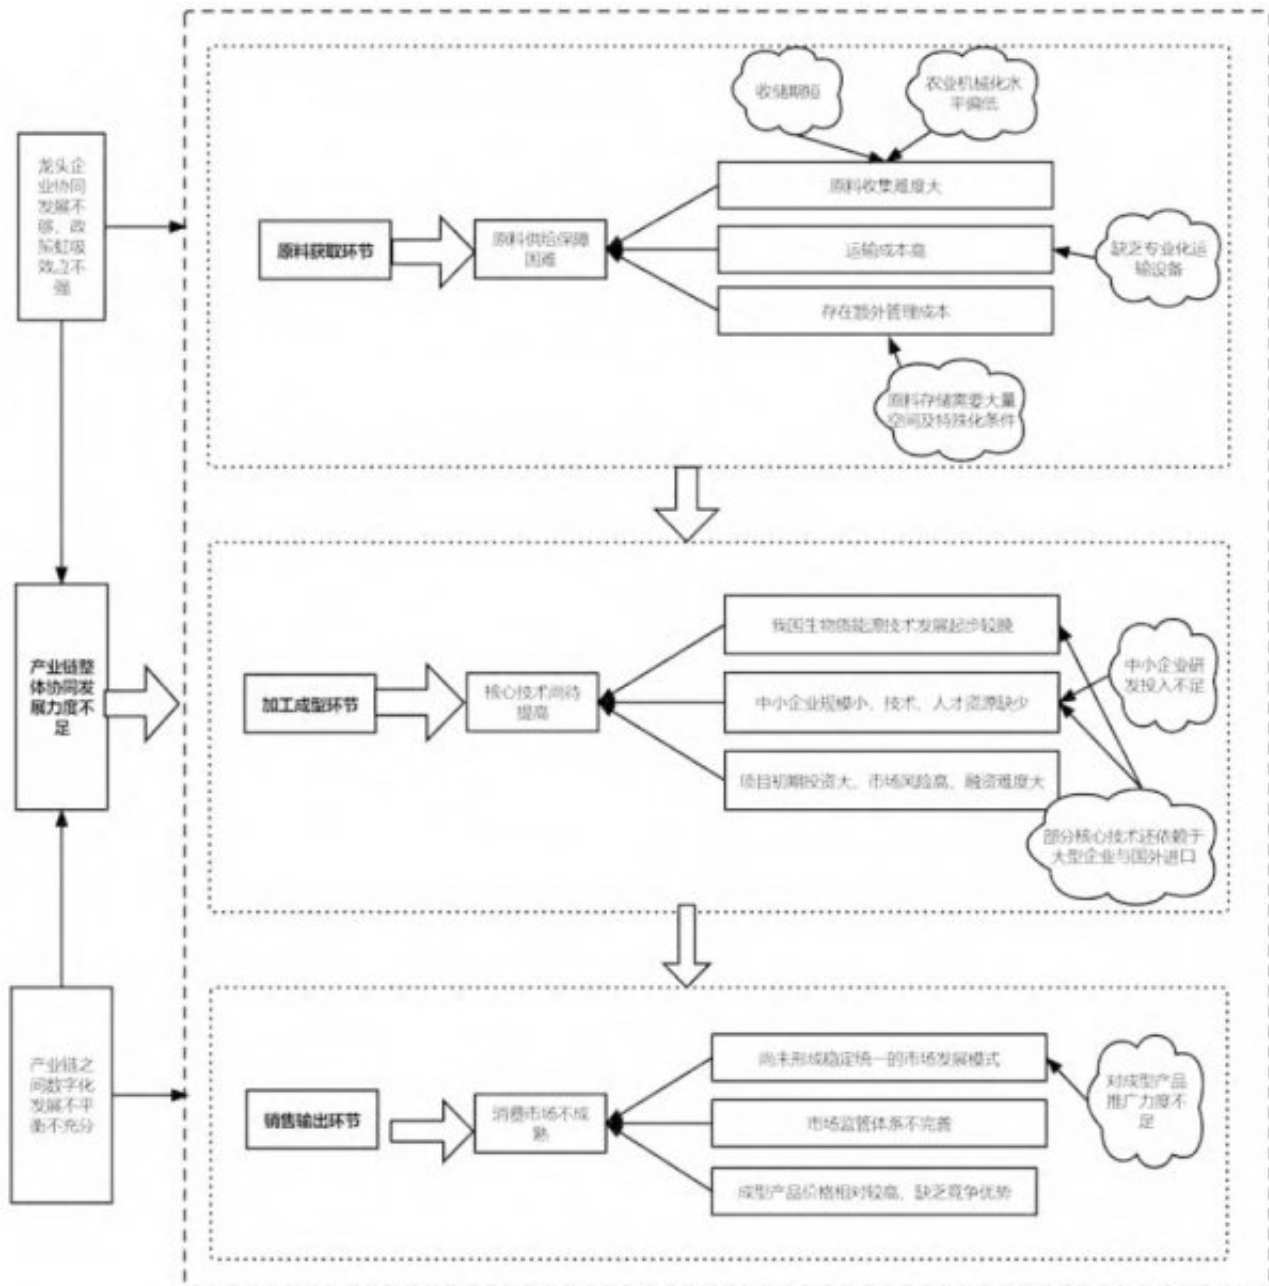 龙头企
业协同
发展不
够、政
策虹吸
效应不
强
产业链整
体协同发
展力度不
足
产业链之
间数字化
发展不平
衡不充分
收储期短
农业机械化水
平偏低
原料收集难度大
原料获取环节
原料供给保障
困难
运输成本高
缺乏专业化运
输设备
存在额外管理成本
原料存储需要大量
空间及特殊化条件
我国生物质能源技术发展起步较晚
加工成型环节
核心技术尚待
提高
中小企业规模小、技术、人才资源缺少
中小企业研
发投入不足
项目初期投资大、市场风险高、融资难度大
部分核心技术还依赖于
大型企业与国外进口
尚未形成稳定统一的市场发展模式
销售输出环节
消费市场不成
熟
市场监管体系不完善
对成型产品
推广力度不
足
成型产品价格相对较高、缺乏竞争优势